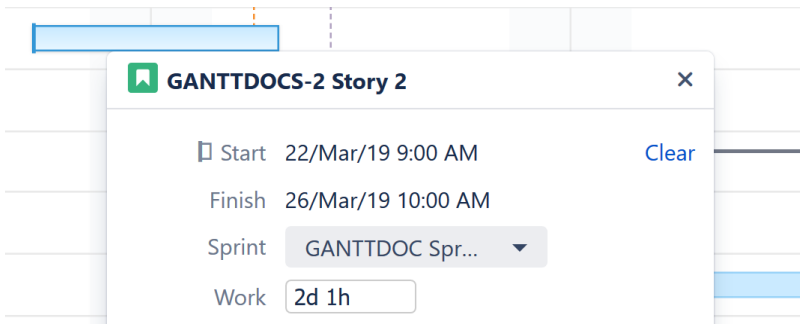 GANTTDOCS-2 Story 2
Start 22/Mar/19 9:00 AM Clear
Finish 26/Mar/19 10:00 AM
Sprint GANTTDOC Spr...
Work 2d 1h